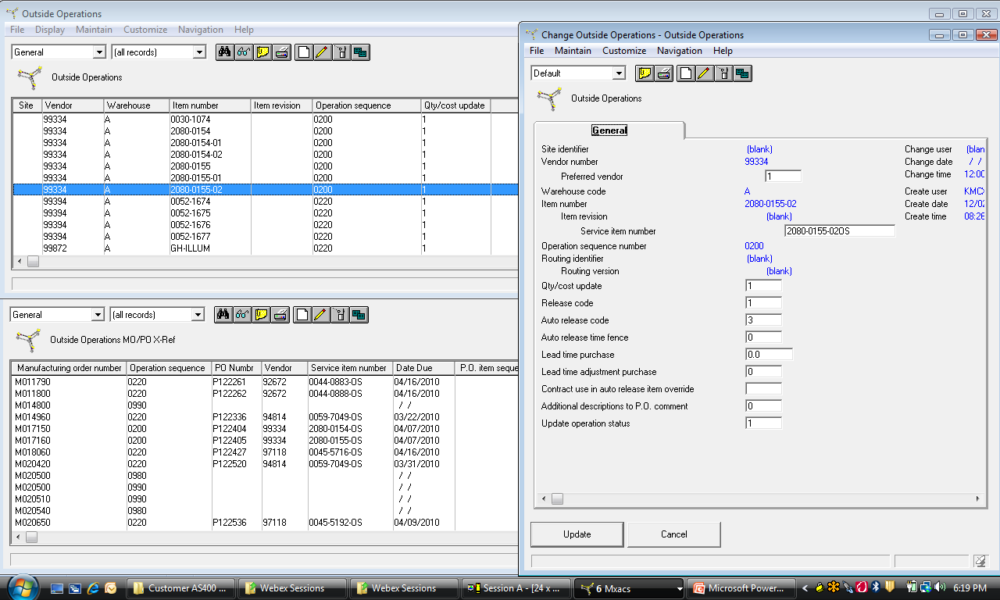 Outside Operations
File Display Maintain Customize Navigation Help
General (all records)
Outside Operations
Site Vendor Warehouse Item number Item revision Operation sequence Qty/cost update
99334 A 0030-1074 0200 1
99334 A 2080-0154 0200 1
99334 A 2080-0154-01 0200 1
99334 A 2080-0154-02 0200 1
99334 A 2080-0155 0200 1
99334 A 2080-0155-01 0200 1
99334 A 2080-0155-02 0200 1
99394 A 0052-1674 0220 1
99394 A 0052-1675 0220 1
99394 A 0052-1676 0220 1
99394 A 0052-1677 0220 1
99872 A GH-ILLUM 0220 1
General (all records)
Outside Operations MO/PO X-Ref
Manufacturing order number Operation sequence PO Numbr Vendor Service item number Date Due P.O. item seque
M011790 0220 P122261 92672 0044-0883-OS 04/16/2010
M011800 0220 P122262 92672 0044-0888-OS 04/16/2010
M014800 0990 / /
M014960 0220 P122336 94814 0059-7049-OS 03/22/2010
M017150 0200 P122404 99334 2080-0154-OS 04/07/2010
M017160 0200 P122405 99334 2080-0155-OS 04/07/2010
M018060 0220 P122427 97118 0045-5716-OS 04/16/2010
M020420 0220 P122520 94814 0059-7049-OS 03/31/2010
M020500 0980 / /
M020500 0990 / /
M020510 0990 / /
M020540 0980 / /
M020650 0220 P122536 97118 0045-5192-OS 04/09/2010
Change Outside Operations - Outside Operations
File Maintain Customize Navigation Help
Default
Outside Operations
General
Site identifier (blank) Change user (blan
Vendor number 99334 Change date / /
Preferred vendor 1 Change time 12:00
Warehouse code A Create user KMC
Item number 2080-0155-02 Create date 12/02
Item revision (blank) Create time 08:26
Service item number 2080-0155-02OS
Operation sequence number 0200
Routing identifier (blank)
Routing version (blank)
Qty/cost update 1
Release code 1
Auto release code 3
Auto release time fence 0
Lead time purchase 0.0
Lead time adjustment purchase 0
Contract use in auto release item override
Additional descriptions to P.O. comment 0
Update operation status 1
Update Cancel
Customer AS400 ... Webex Sessions Webex Sessions Session A - [24 x ... 6 Mxacs Microsoft Power... 6:19 PM